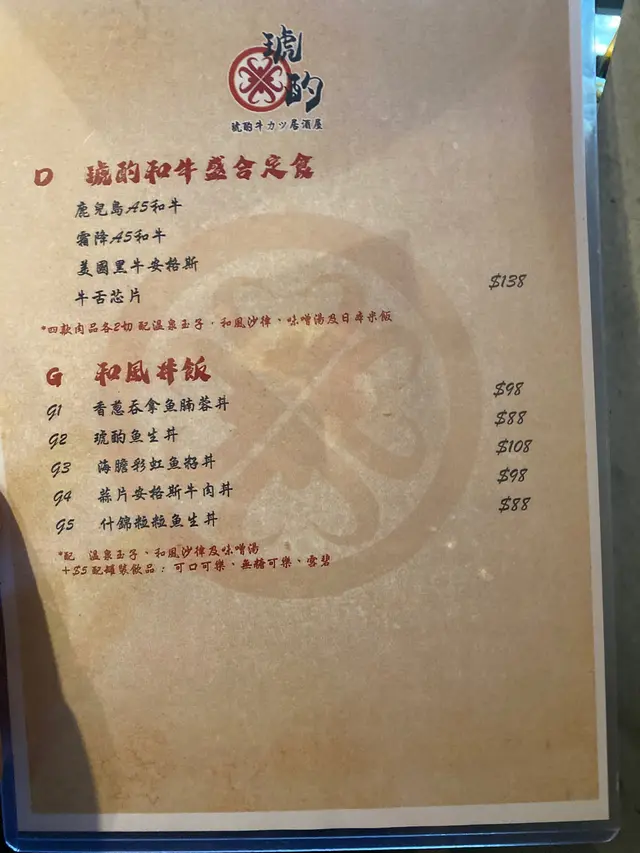 琥酌
琥酌牛カツ居酒屋
D 琥酌和牛盛合定食
鹿兒島A5和牛
霜降A5和牛
美國黑牛安格斯
牛舌芯片 $138
*四款肉品各2切 配溫泉玉子、和風沙律、味噌湯及日本米飯
G 和風丼飯
G1 香蔥吞拿魚腩蓉丼 $98
G2 琥酌魚生丼 $88
G3 海膽彩虹魚籽丼 $108
G4 蒜片安格斯牛肉丼 $98
G5 什錦粒粒魚生丼 $88
*配 溫泉玉子、和風沙律及味噌湯
+$5配罐裝飲品：可口可樂、無糖可樂、雪碧